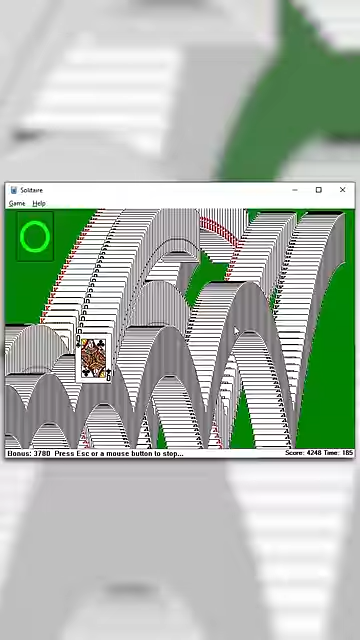 Solitaire
Game Help
Bonus: 3780 Press Esc or a mouse button to stop... Score: 4248 Time: 185